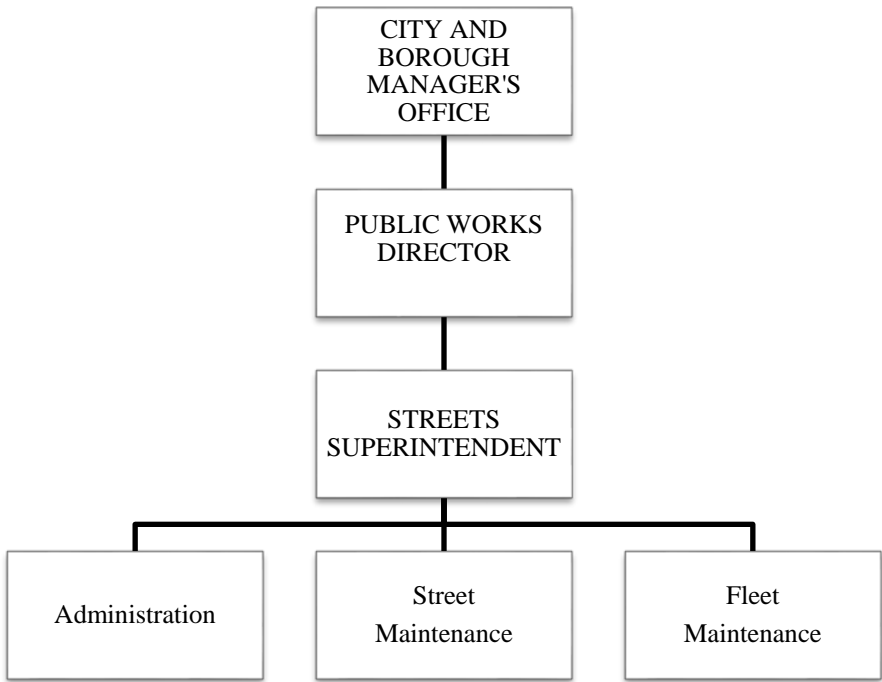 CITY AND
BOROUGH
MANAGER'S
OFFICE
PUBLIC WORKS
DIRECTOR
STREETS
SUPERINTENDENT
Administration
Street
Maintenance
Fleet
Maintenance